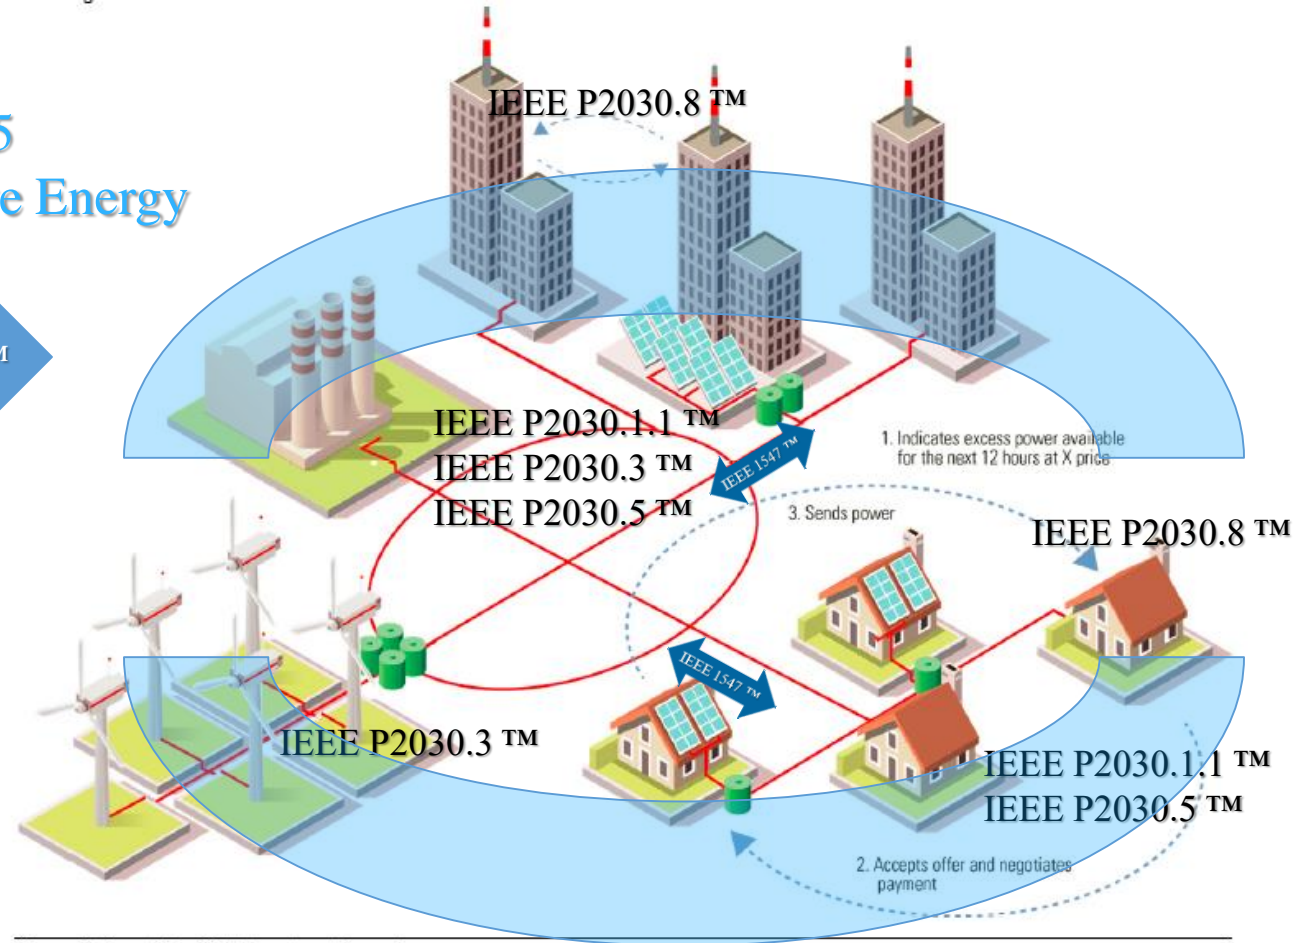 IEEE P2030.8 ™
5
e Energy
™
IEEE P2030.1.1 ™
IEEE P2030.3 ™
IEEE P2030.5 ™
IEEE 1547 ™
1. Indicates excess power available
for the next 12 hours at X price
3. Sends power
IEEE P2030.8 ™
IEEE 1547 ™
IEEE P2030.3 ™
IEEE P2030.1.1 ™
IEEE P2030.5 ™
2. Accepts offer and negotiates
payment